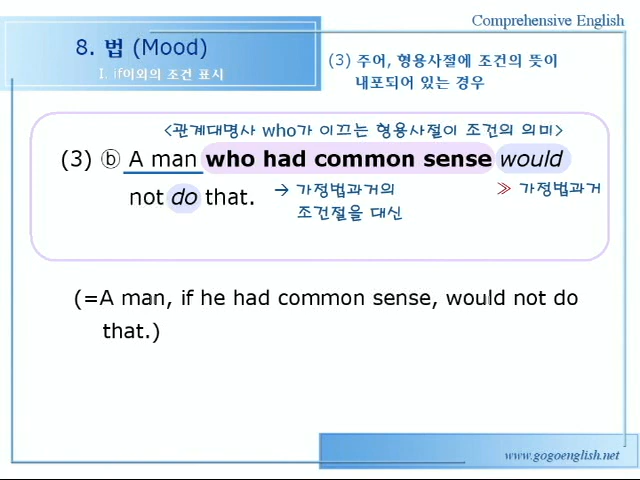 Comprehensive English
8. 법 (Mood)
I. if이외의 조건 표시
(3) 주어, 형용사절에 조건의 뜻이
내포되어 있는 경우
<관계대명사 who가 이끄는 형용사절이 조건의 의미>
(3) ⓑ A man who had common sense would
not do that.
→ 가정법과거의
조건절을 대신
≫ 가정법과거
(=A man, if he had common sense, would not do
that.)
www.gogoenglish.net